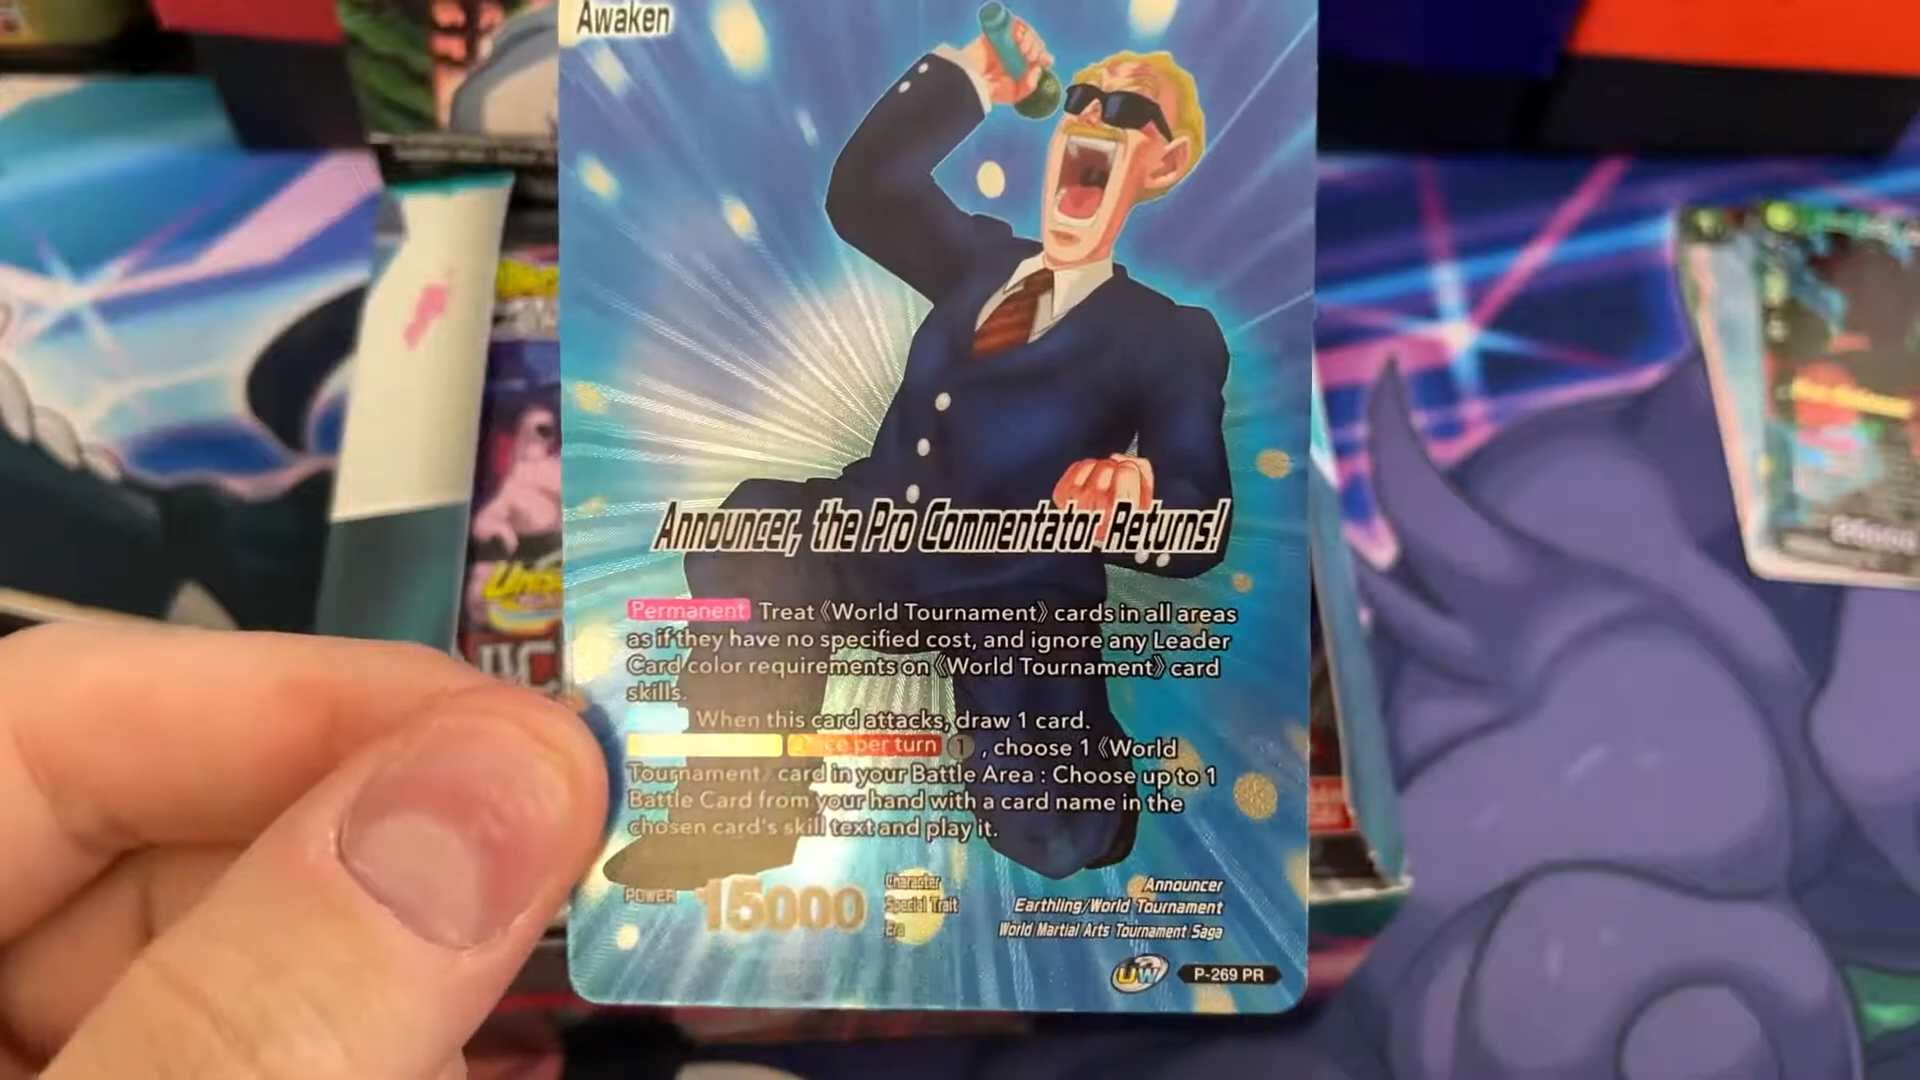 Awaken
Announcer, the Pro Commentator Returns!
Permanent Treat 《World Tournament》 cards in all areas
as if they have no specified cost, and ignore any Leader
Card color requirements on 《World Tournament》 card
skills.
When this card attacks, draw 1 card.
per turn 1 , choose 1 《World
Tournament》 card in your Battle Area : Choose up to 1
Battle Card from your hand with a card name in the
chosen card's skill text and play it.
POWER 15000
Character Announcer
Special Trait Earthling/World Tournament
Era World Martial Arts Tournament Saga
UW P-269 PR